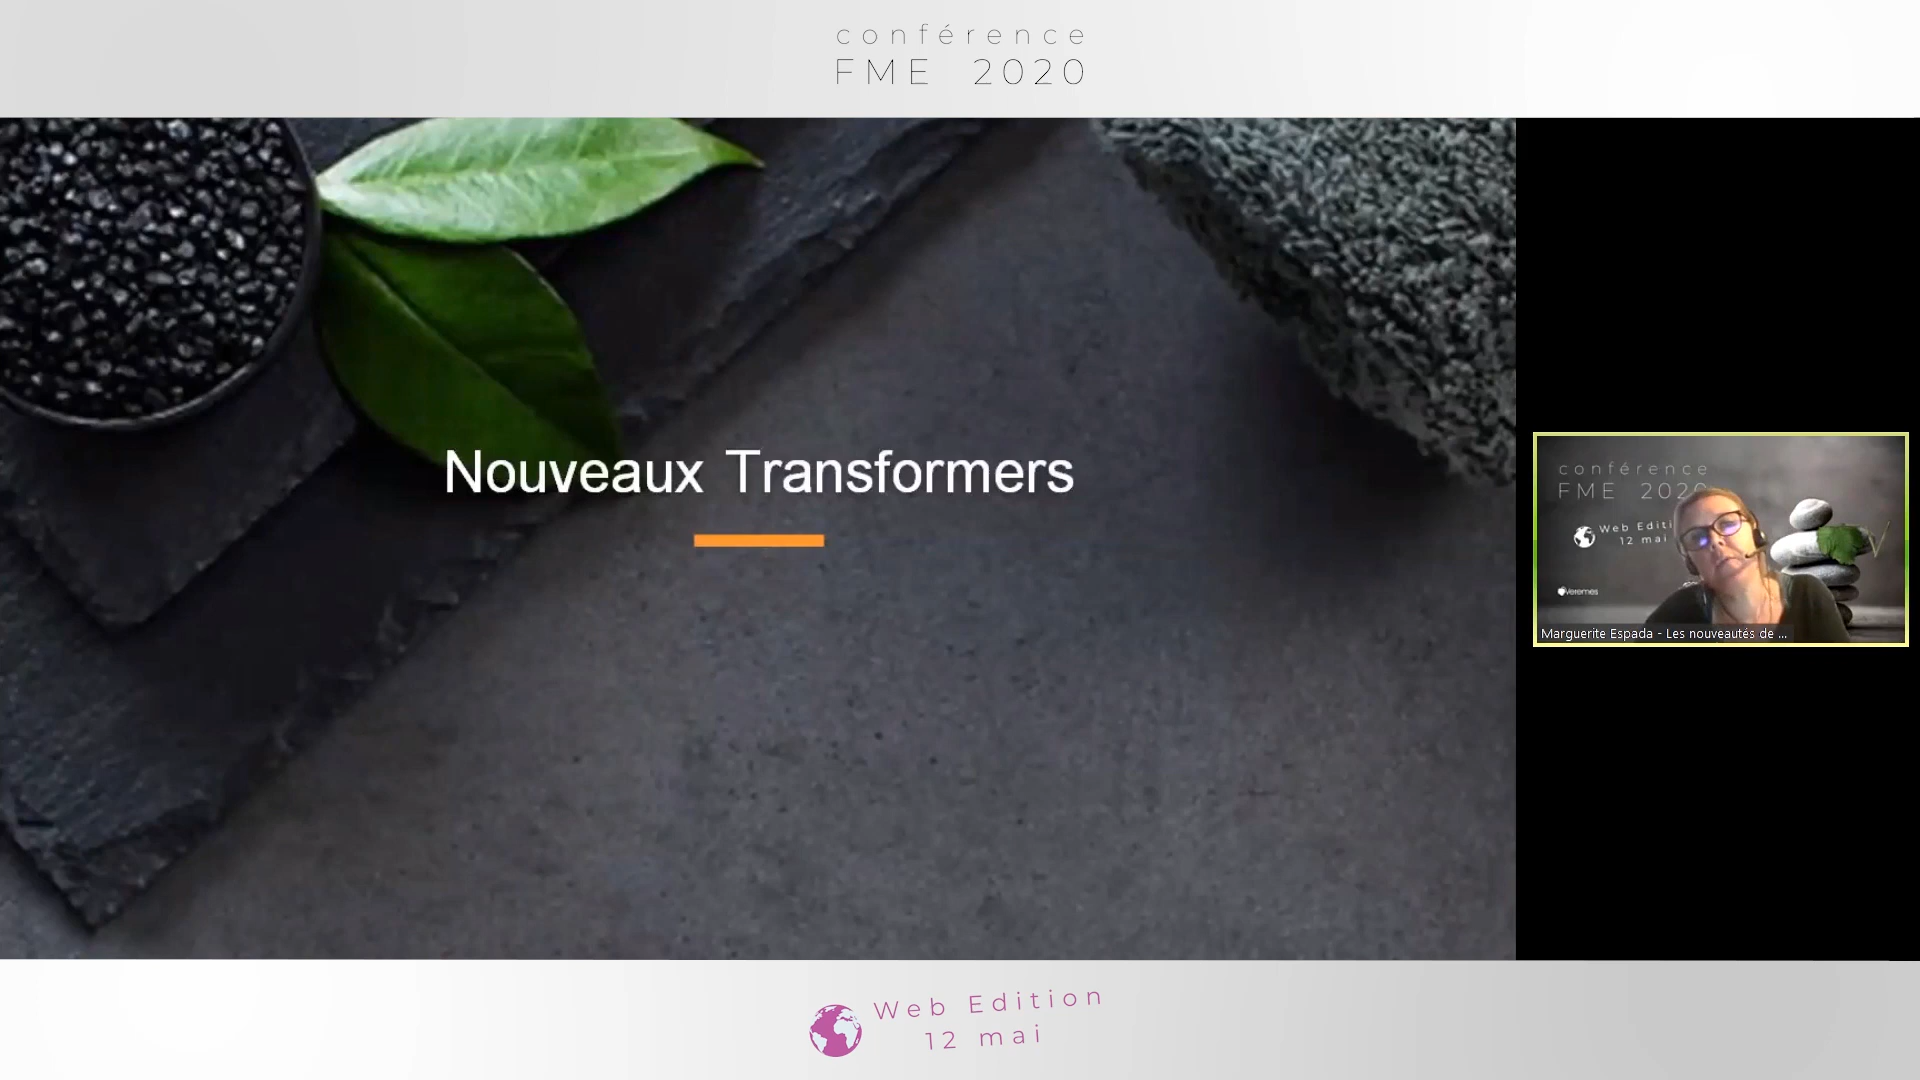 conférence
FME 2020
Nouveaux Transformers
conférence
FME 2020
Web Editi
12 mai
Veremes
Marguerite Espada - Les nouveautés de ...
Web Edition
12 mai